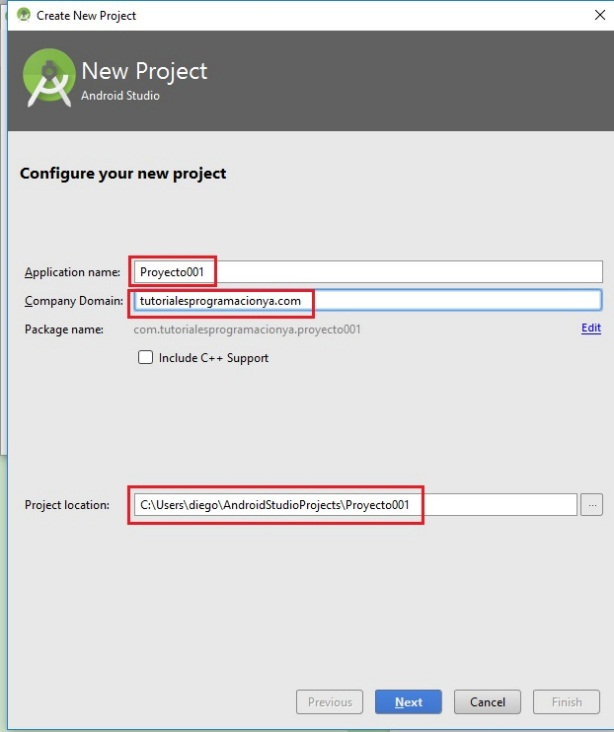 Create New Project
New Project
Android Studio
Configure your new project
Application name: Proyecto001
Company Domain: tutorialesprogramacionya.com
Package name: com.tutorialesprogramacionya.proyecto001 Edit
Include C++ Support
Project location: C:\Users\diego\AndroidStudioProjects\Proyecto001 ...
Previous Next Cancel Finish